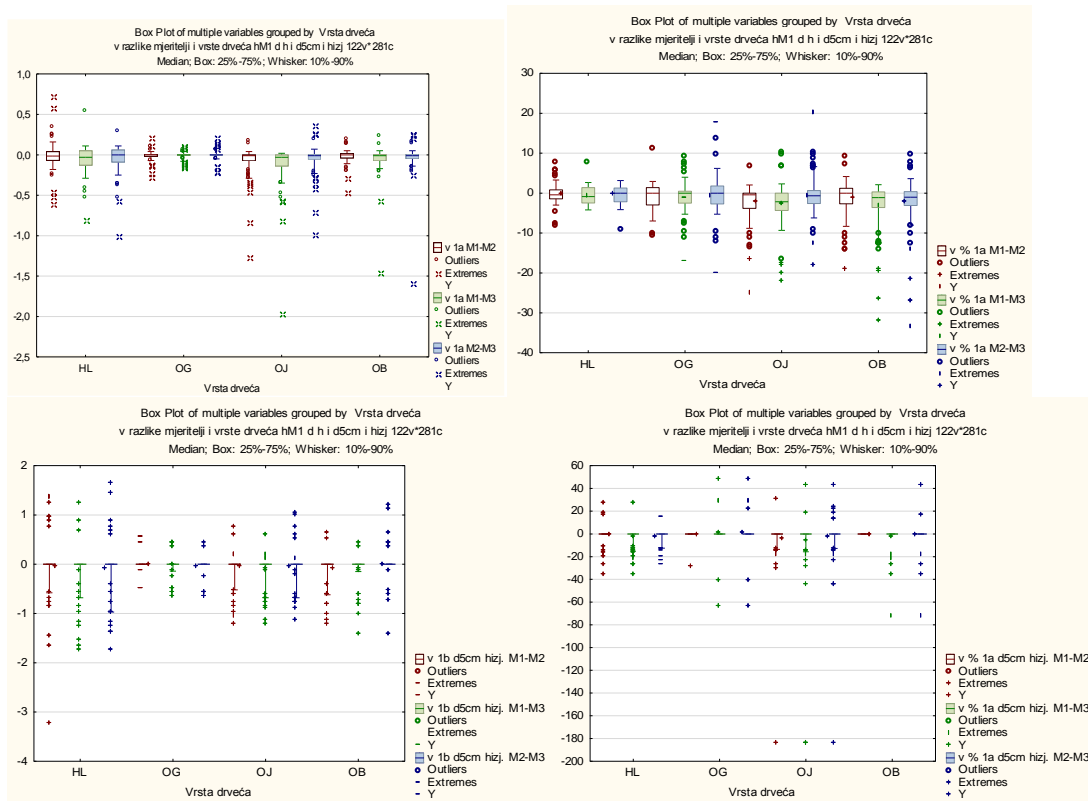 Box Plot of multiple variables grouped by Vrsta drveća
v razlike mjeritelji i vrste drveća hM1 d h i d5cm i hizj 122v*281c
Median; Box: 25%-75%; Whisker: 10%-90%
1,0
0,5
0,0
-0,5
-1,0
-1,5
-2,0
-2,5
HL OG OJ OB
Vrsta drveća
v 1a M1-M2
Outliers
Extremes
Y
v 1a M1-M3
Outliers
Extremes
Y
v 1a M2-M3
Outliers
Extremes
Y
Box Plot of multiple variables grouped by Vrsta drveća
v razlike mjeritelji i vrste drveća hM1 d h i d5cm i hizj 122v*281c
Median; Box: 25%-75%; Whisker: 10%-90%
30
20
10
0
-10
-20
-30
-40
HL OG OJ OB
Vrsta drveća
v % 1a M1-M2
Outliers
Extremes
Y
v % 1a M1-M3
Outliers
Extremes
Y
v % 1a M2-M3
Outliers
Extremes
Y
Box Plot of multiple variables grouped by Vrsta drveća
v razlike mjeritelji i vrste drveća hM1 d h i d5cm i hizj 122v*281c
Median; Box: 25%-75%; Whisker: 10%-90%
2
1
0
-1
-2
-3
-4
HL OG OJ OB
Vrsta drveća
v 1b d5cm hizj. M1-M2
Outliers
Extremes
Y
v 1b d5cm hizj. M1-M3
Outliers
Extremes
Y
v 1b d5cm hizj. M2-M3
Outliers
Extremes
Y
Box Plot of multiple variables grouped by Vrsta drveća
v razlike mjeritelji i vrste drveća hM1 d h i d5cm i hizj 122v*281c
Median; Box: 25%-75%; Whisker: 10%-90%
60
40
20
0
-20
-40
-60
-80
-100
-120
-140
-160
-180
-200
HL OG OJ OB
Vrsta drveća
v % 1a d5cm hizj. M1-M2
Outliers
Extremes
Y
v % 1a d5cm hizj. M1-M3
Outliers
Extremes
Y
v % 1a d5cm hizj. M2-M3
Outliers
Extremes
Y